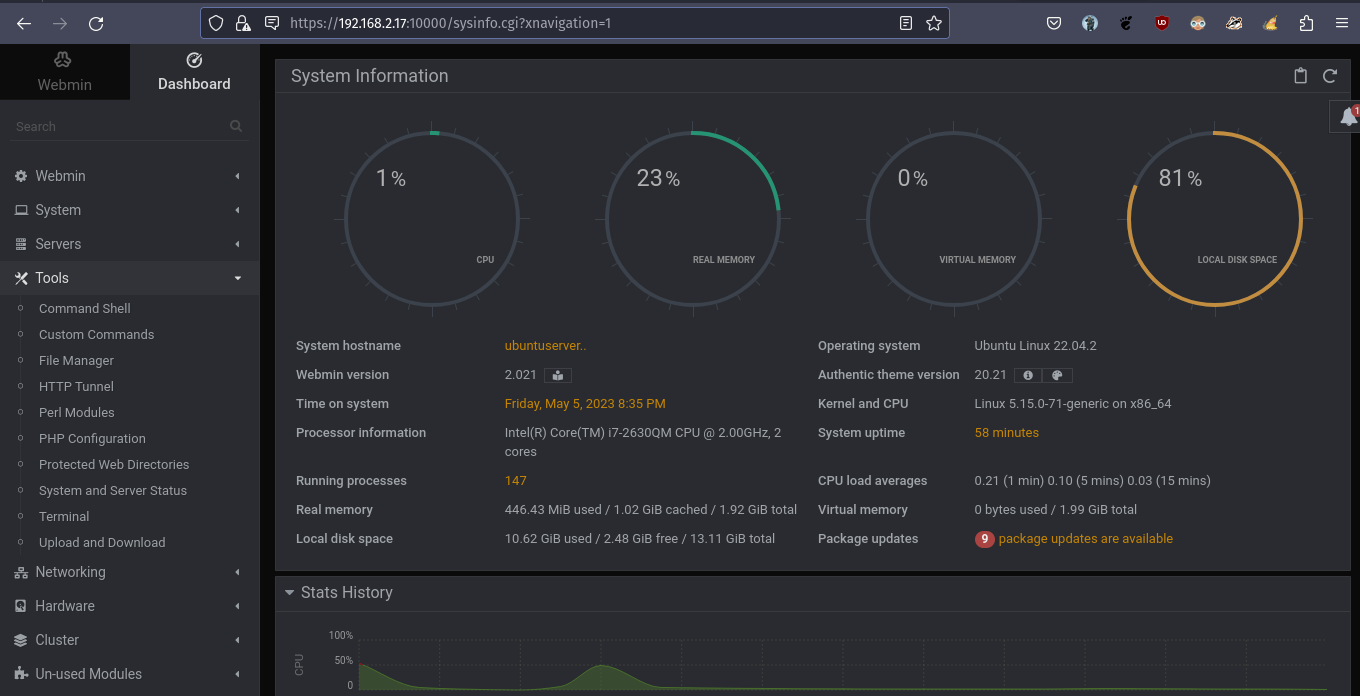 https://192.168.2.17:10000/sysinfo.cgi?xnavigation=1
Webmin
Dashboard
Search
Webmin
System
Servers
Tools
Command Shell
Custom Commands
File Manager
HTTP Tunnel
Perl Modules
PHP Configuration
Protected Web Directories
System and Server Status
Terminal
Upload and Download
Networking
Hardware
Cluster
Un-used Modules
System Information
1
1%
CPU
23%
REAL MEMORY
0%
VIRTUAL MEMORY
81%
LOCAL DISK SPACE
System hostname ubuntuserver..
Operating system Ubuntu Linux 22.04.2
Webmin version 2.021
Authentic theme version 20.21
Time on system Friday, May 5, 2023 8:35 PM
Kernel and CPU Linux 5.15.0-71-generic on x86_64
Processor information Intel(R) Core(TM) i7-2630QM CPU @ 2.00GHz, 2
cores
System uptime 58 minutes
Running processes 147
CPU load averages 0.21 (1 min) 0.10 (5 mins) 0.03 (15 mins)
Real memory 446.43 MiB used / 1.02 GiB cached / 1.92 GiB total
Virtual memory 0 bytes used / 1.99 GiB total
Local disk space 10.62 GiB used / 2.48 GiB free / 13.11 GiB total
Package updates 9 package updates are available
Stats History
CPU
100%
50%
0